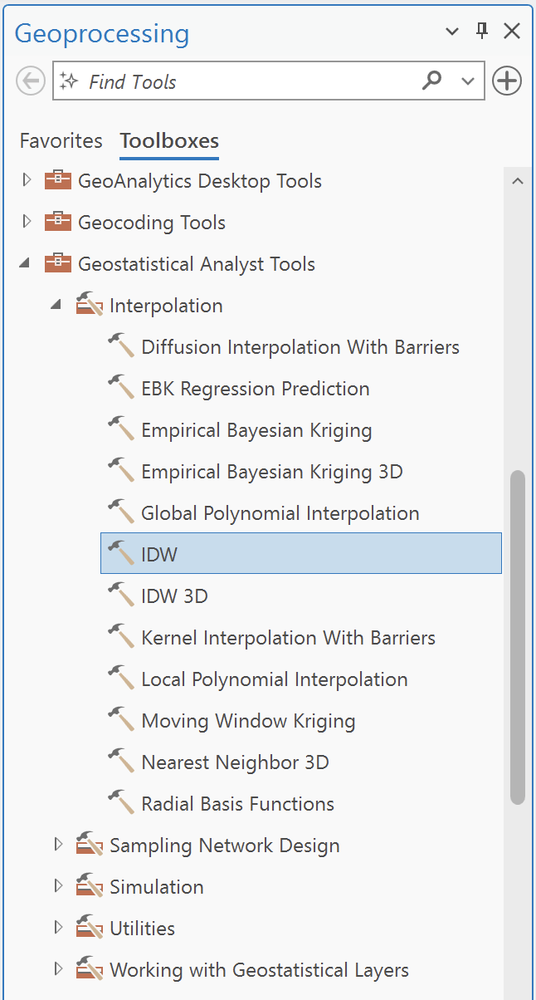 Geoprocessing
Find Tools
Favorites Toolboxes
GeoAnalytics Desktop Tools
Geocoding Tools
Geostatistical Analyst Tools
Interpolation
Diffusion Interpolation With Barriers
EBK Regression Prediction
Empirical Bayesian Kriging
Empirical Bayesian Kriging 3D
Global Polynomial Interpolation
IDW
IDW 3D
Kernel Interpolation With Barriers
Local Polynomial Interpolation
Moving Window Kriging
Nearest Neighbor 3D
Radial Basis Functions
Sampling Network Design
Simulation
Utilities
Working with Geostatistical Layers